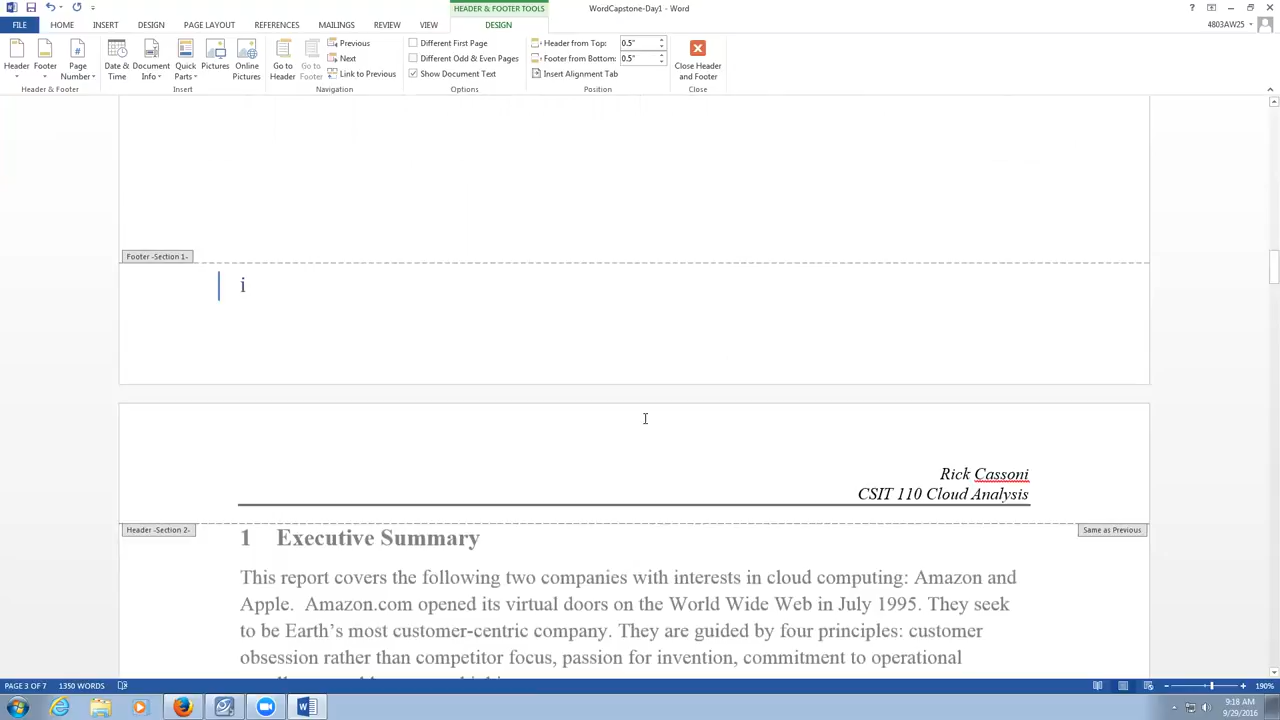 HEADER & FOOTER TOOLS
WordCapstone-Day1 - Word
FILE HOME INSERT DESIGN PAGE LAYOUT REFERENCES MAILINGS REVIEW VIEW DESIGN
4803AW25
Header
Footer
Page Number
Header & Footer
Date & Time
Document Info
Quick Parts
Pictures
Online Pictures
Insert
Go to Header
Go to Footer
Previous
Next
Link to Previous
Navigation
Different First Page
Different Odd & Even Pages
Show Document Text
Options
Header from Top: 0.5"
Footer from Bottom: 0.5"
Insert Alignment Tab
Position
Close Header and Footer
Close
Footer -Section 1-
i
Rick Cassoni
CSIT 110 Cloud Analysis
Header -Section 2-
Same as Previous
1 Executive Summary
This report covers the following two companies with interests in cloud computing: Amazon and
Apple. Amazon.com opened its virtual doors on the World Wide Web in July 1995. They seek
to be Earth's most customer-centric company. They are guided by four principles: customer
obsession rather than competitor focus, passion for invention, commitment to operational
PAGE 3 OF 7 1350 WORDS
190%
9:18 AM
9/29/2016